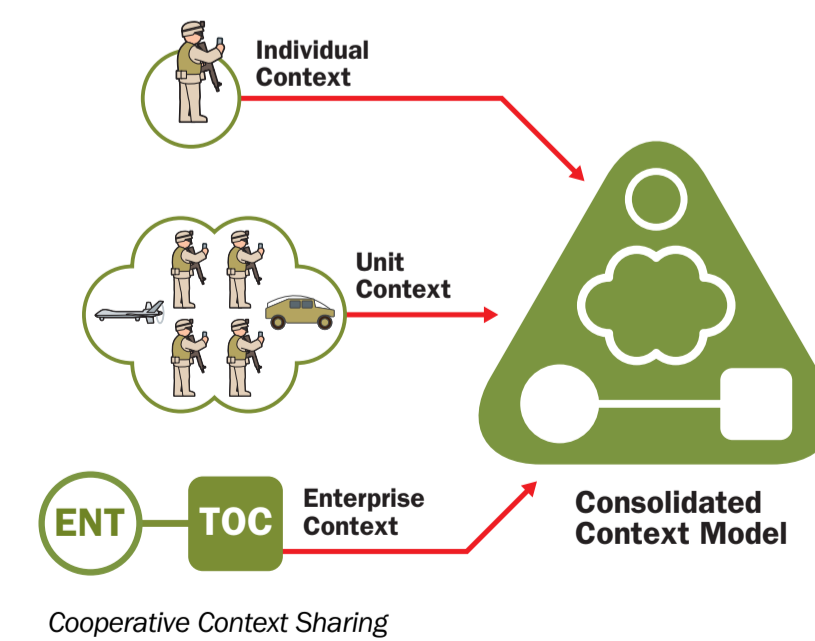 Individual
Context
Unit
Context
ENT
TOC
Enterprise
Context
Consolidated
Context Model
Cooperative Context Sharing